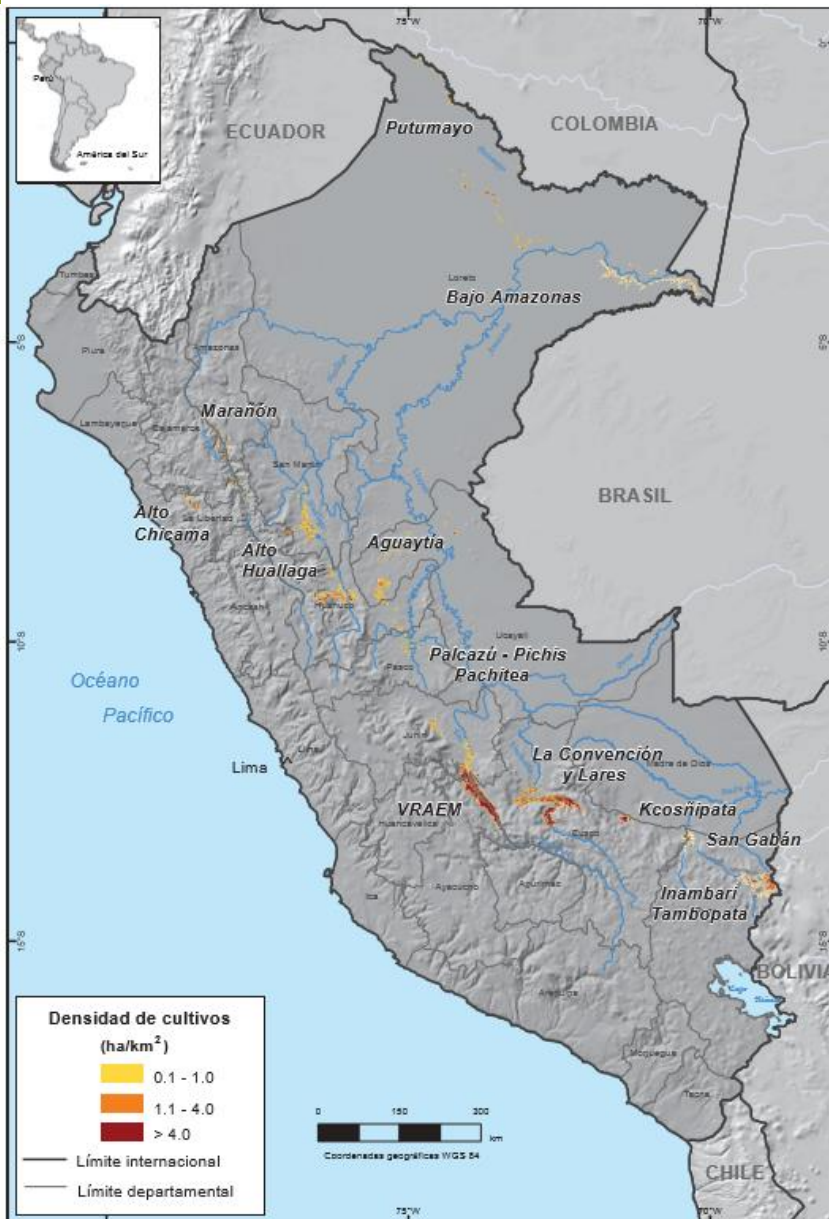 75°W
70°W
0°
Perú
América del Sur
ECUADOR
COLOMBIA
Putumayo
Tumbes
Loreto
Bajo Amazonas
5°S
5°S
Amazonas
Piura
Marañón
Lambayeque
Cajamarca
San Martín
BRASIL
Alto
Chicama
La Libertad
Alto
Huallaga
Aguaytía
Ancash
Huánuco
10°S
10°S
Ucayali
Palcazú - Pichis
Pachitea
Pasco
Océano
Pacífico
Junín
La Convención
y Lares
Madre de Dios
Lima
Lima
Kcosñipata
VRAEM
Huancavelica
Cusco
San Gabán
Ayacucho
Apurímac
Inambari
Tambopata
Ica
15°S
15°S
BOLIVIA
Arequipa
Moquegua
Tacna
CHILE
Densidad de cultivos
(ha/km²)
0.1 - 1.0
1.1 - 4.0
> 4.0
Límite internacional
Límite departamental
0 150 300
km
Coordenadas geográficas WGS 84
75°W
70°W